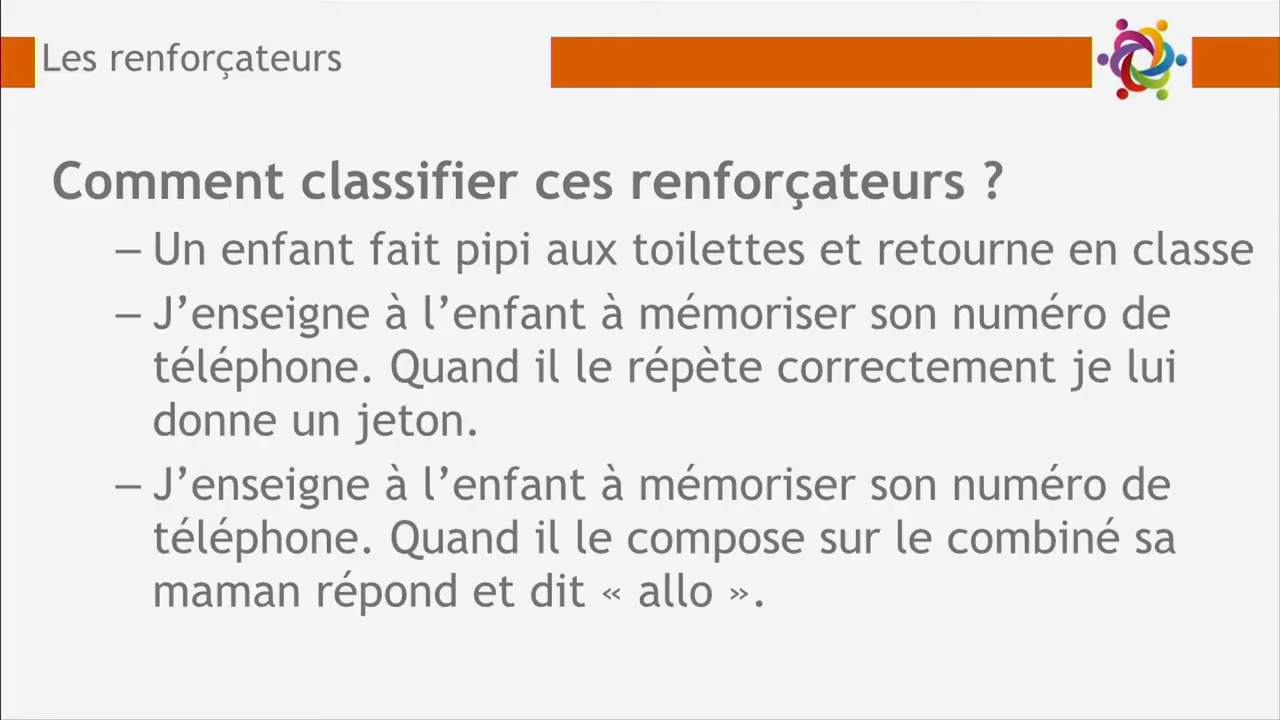 Les renforçateurs
Comment classifier ces renforçateurs ?
– Un enfant fait pipi aux toilettes et retourne en classe
– J’enseigne à l’enfant à mémoriser son numéro de
téléphone. Quand il le répète correctement je lui
donne un jeton.
– J’enseigne à l’enfant à mémoriser son numéro de
téléphone. Quand il le compose sur le combiné sa
maman répond et dit « allo ».